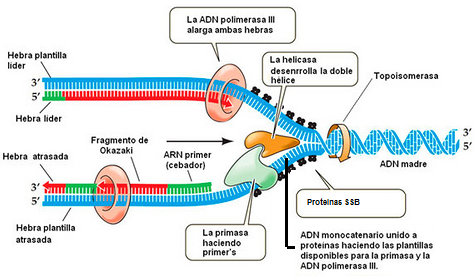 La ADN polimerasa III
alarga ambas hebras
Hebra plantilla
líder
La helicasa
desenrrolla la doble
hélice
Topoisomerasa
3'
5'
Hebra líder
Fragmento de
Okazaki
ARN primer
(cebador)
Hebra atrasada
3'
5'
5'
3'
ADN madre
Hebra plantilla
atrasada
La primasa
haciendo
primer's
Proteinas SSB
ADN monocatenario unido a
proteinas haciendo las plantillas
disponibles para la primasa y la
ADN polimerasa III.